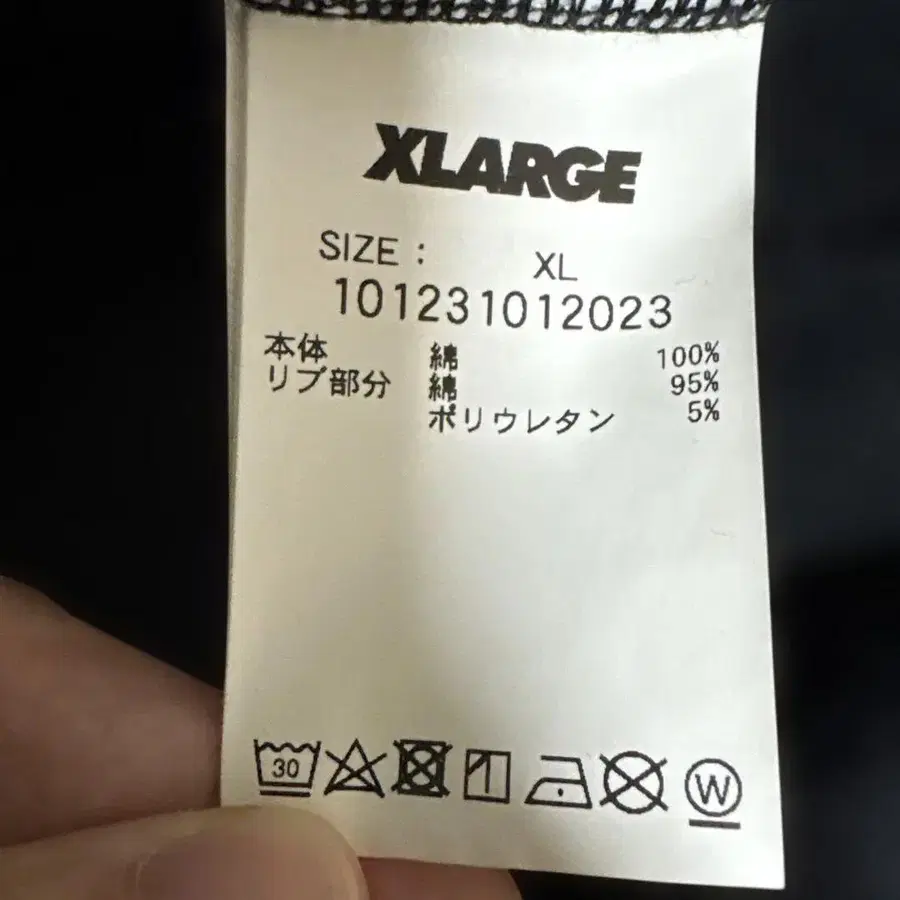 XLARGE
SIZE : XL
101231012023
本体 綿 100%
リブ部分 綿 95%
ポリウレタン 5%
30
W